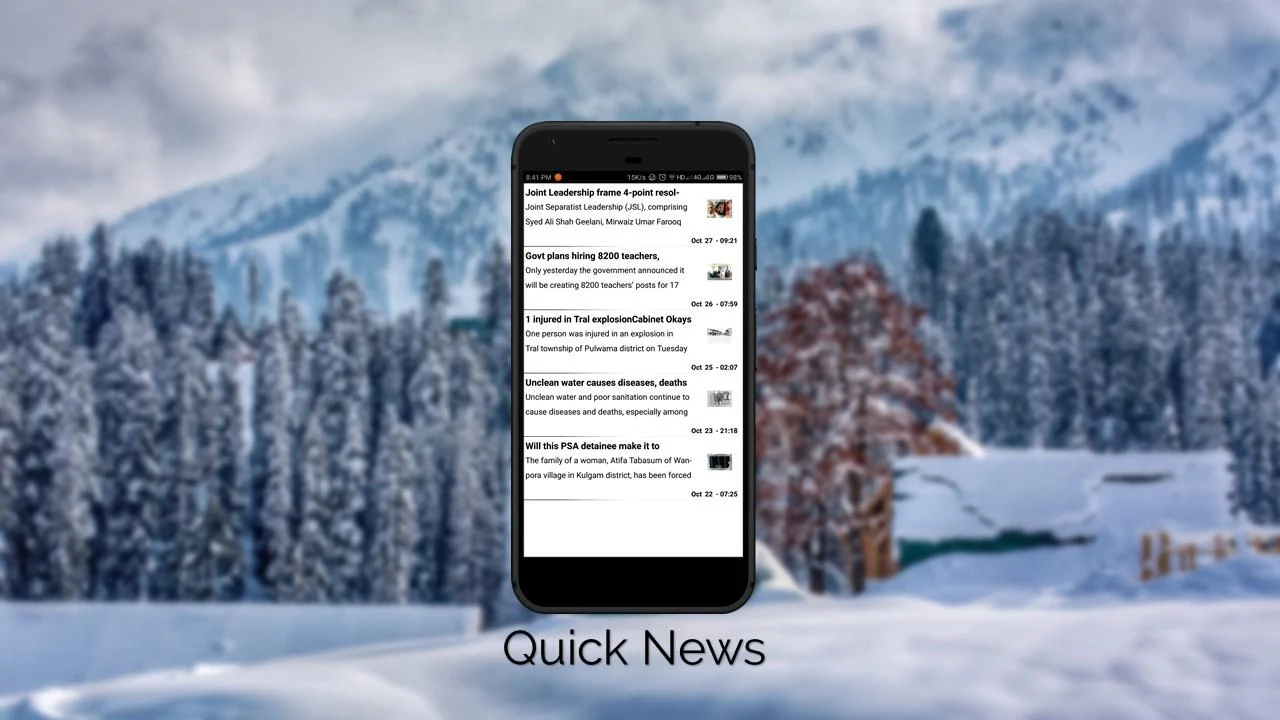 8:41 PM 15K/s HD 4G G 98%
Joint Leadership frame 4-point resol-
Joint Separatist Leadership (JSL), comprising
Syed Ali Shah Geelani, Mirwaiz Umar Farooq
Oct 27 - 09:21
Govt plans hiring 8200 teachers,
Only yesterday the government announced it
will be creating 8200 teachers' posts for 17
Oct 26 - 07:59
1 injured in Tral explosionCabinet Okays
One person was injured in an explosion in
Tral township of Pulwama district on Tuesday
Oct 25 - 02:07
Unclean water causes diseases, deaths
Unclean water and poor sanitation continue to
cause diseases and deaths, especially among
Oct 23 - 21:18
Will this PSA detainee make it to
The family of a woman, Atifa Tabasum of Wan-
pora village in Kulgam district, has been forced
Oct 22 - 07:25
Quick News